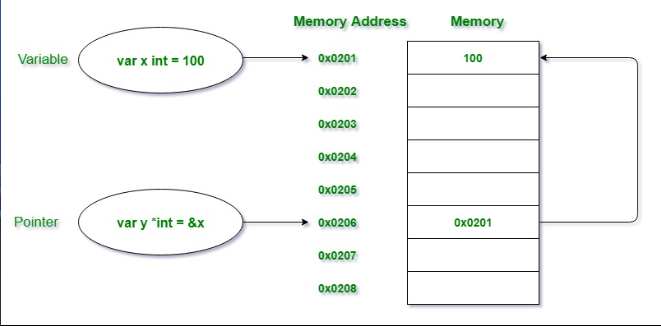 Memory Address Memory
Variable var x int = 100 0x0201 100
0x0202
0x0203
0x0204
0x0205
Pointer var y *int = &x 0x0206 0x0201
0x0207
0x0208